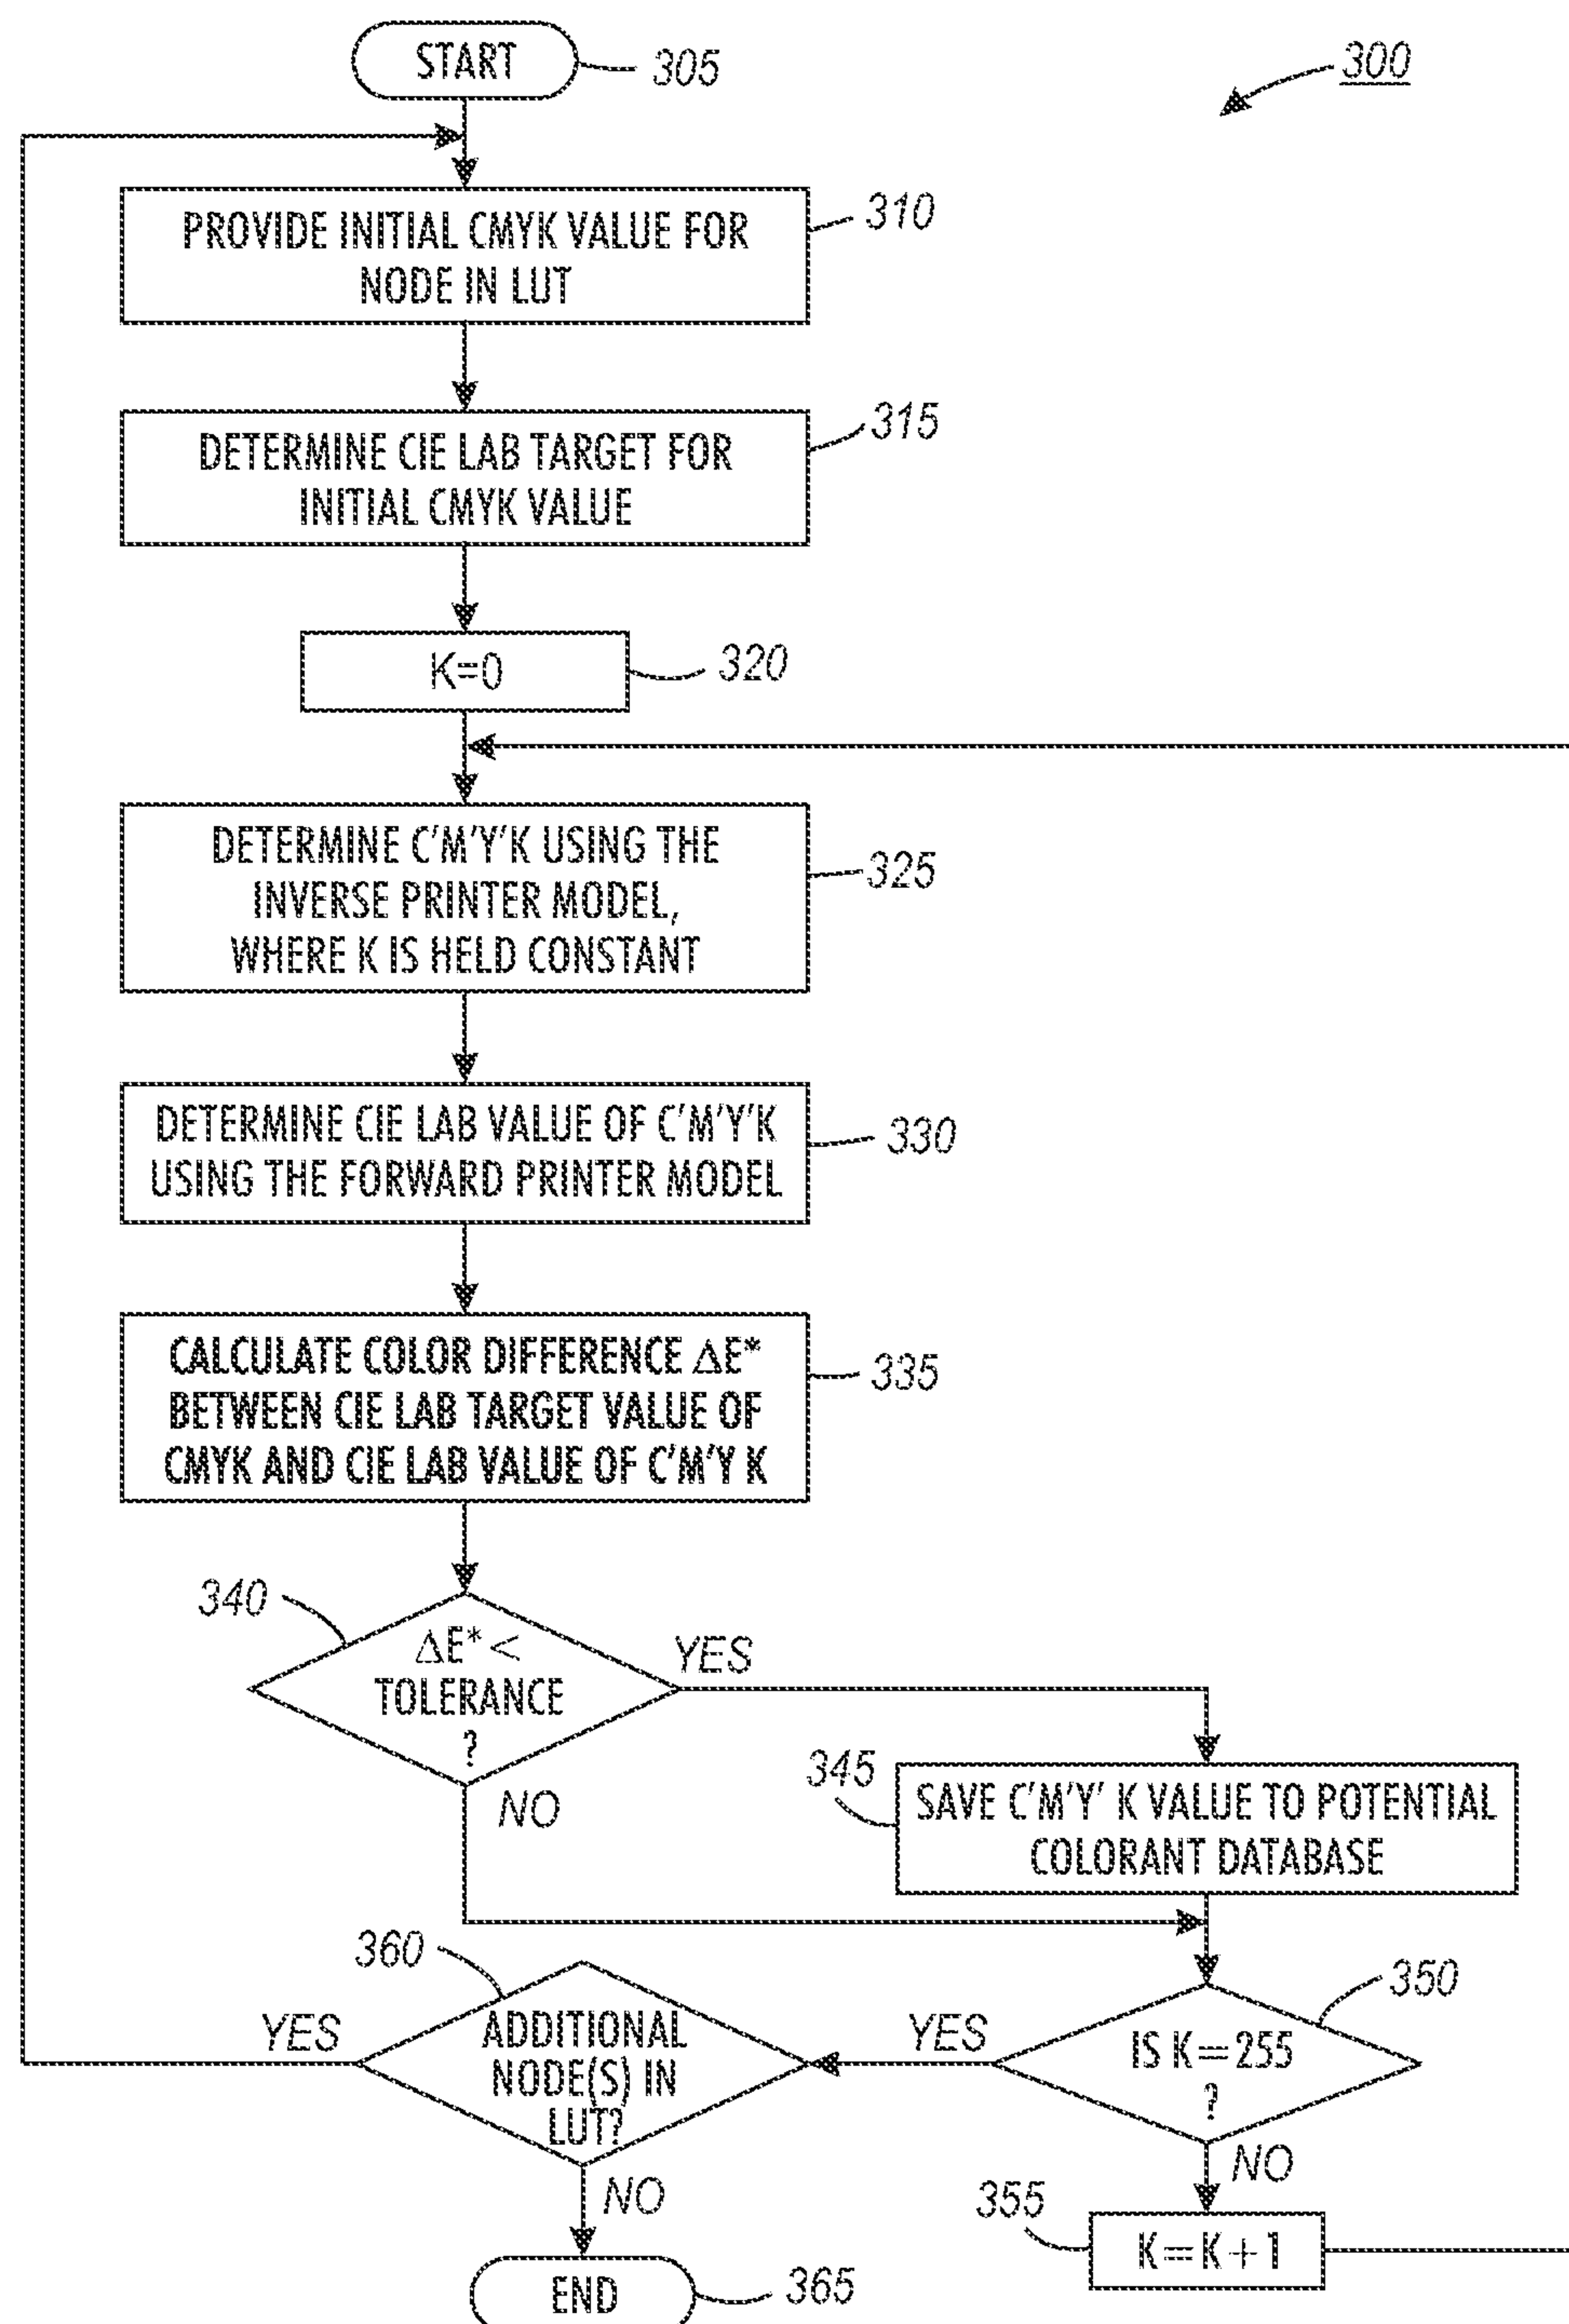 START
305
300
PROVIDE INITIAL CMYK VALUE FOR
NODE IN LUT
310
DETERMINE CIE LAB TARGET FOR
INITIAL CMYK VALUE
315
K=0
320
DETERMINE C'M'Y'K USING THE
INVERSE PRINTER MODEL,
WHERE K IS HELD CONSTANT
325
DETERMINE CIE LAB VALUE OF C'M'Y'K
USING THE FORWARD PRINTER MODEL
330
CALCULATE COLOR DIFFERENCE ΔE*
BETWEEN CIE LAB TARGET VALUE OF
CMYK AND CIE LAB VALUE OF C'M'Y K
335
340
ΔE* <
TOLERANCE
?
YES
NO
345
SAVE C'M'Y' K VALUE TO POTENTIAL
COLORANT DATABASE
360
YES
ADDITIONAL
NODE(S) IN
LUT?
YES
IS K=255
?
350
NO
NO
355
K=K+1
END
365